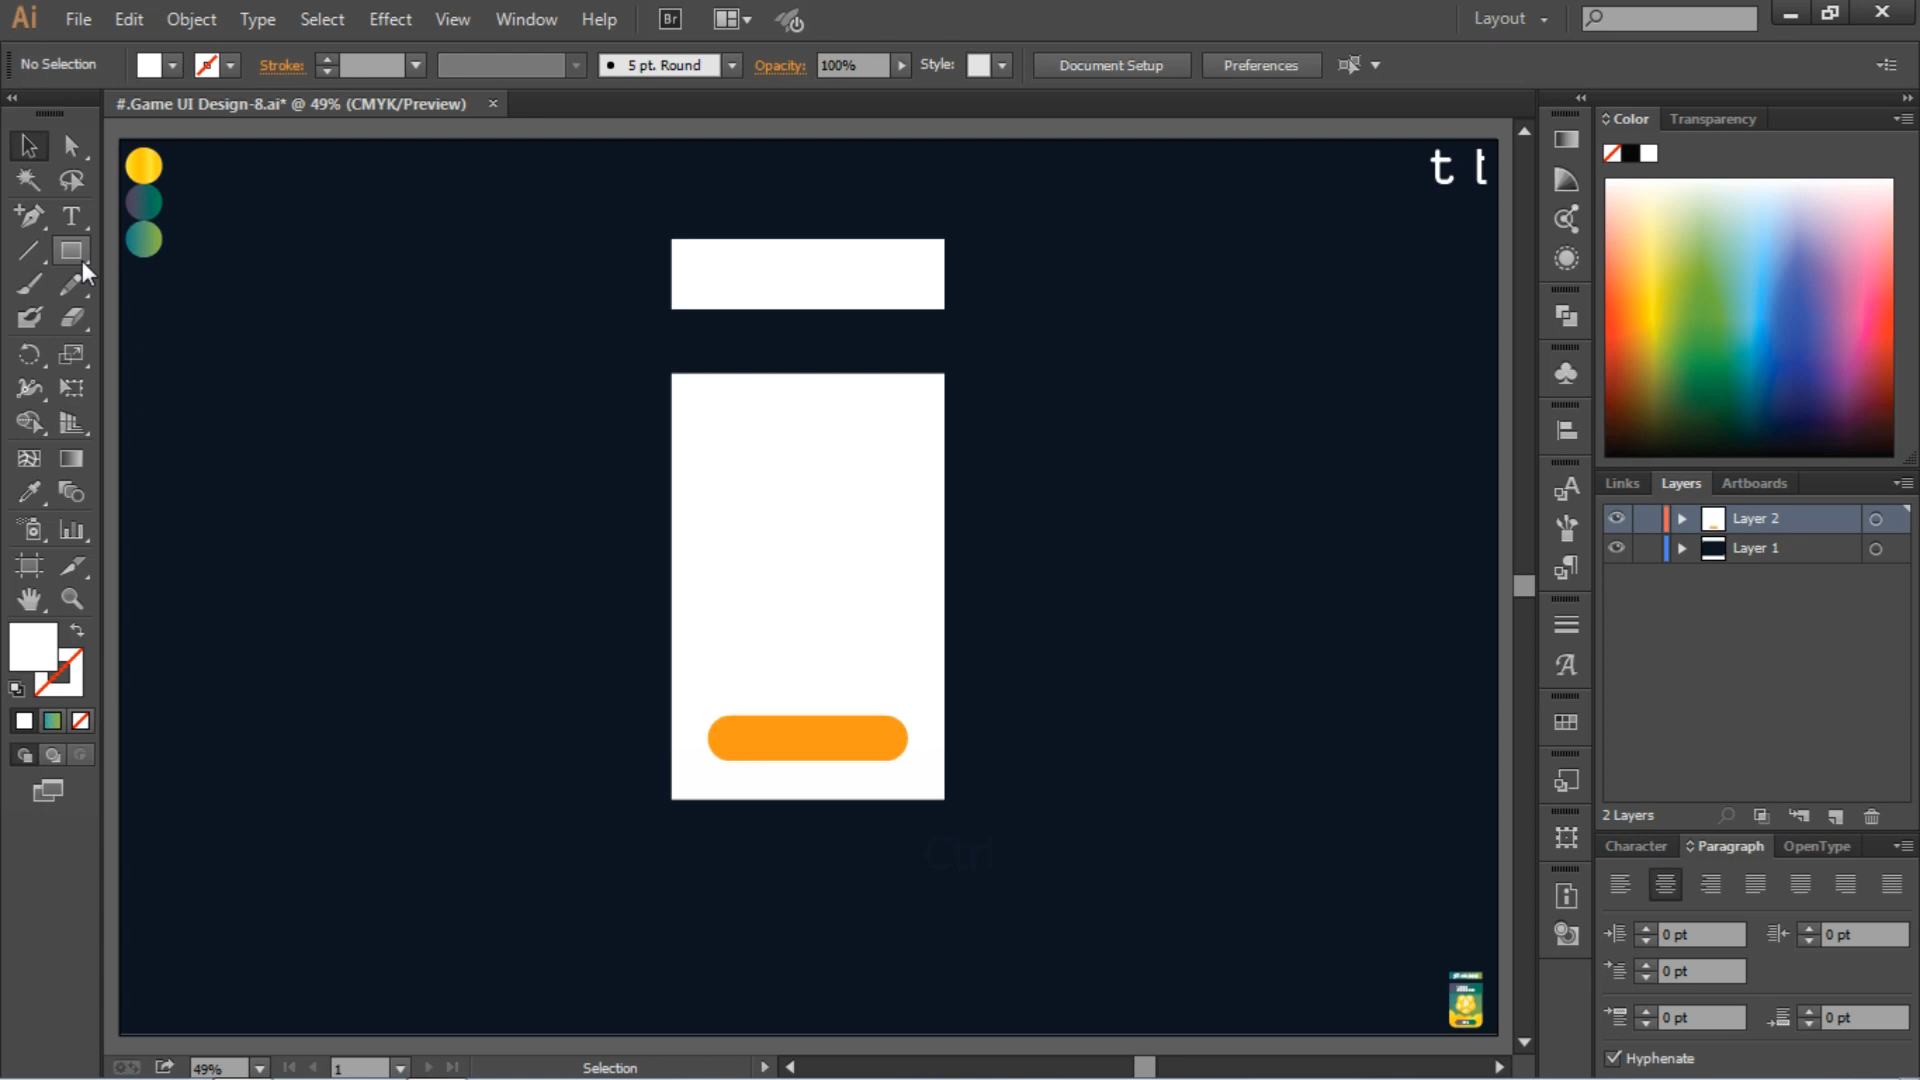 Ai File Edit Object Type Select Effect View Window Help Br Layout
No Selection Stroke: 5 pt. Round Opacity: 100% Style: Document Setup Preferences
#.Game UI Design-8.ai* @ 49% (CMYK/Preview)
Color Transparency
t t
T
Links Layers Artboards
Layer 2
Layer 1
2 Layers
Character Paragraph OpenType
Ctrl
0 pt 0 pt
0 pt
0 pt 0 pt
Hyphenate
49% 1 Selection